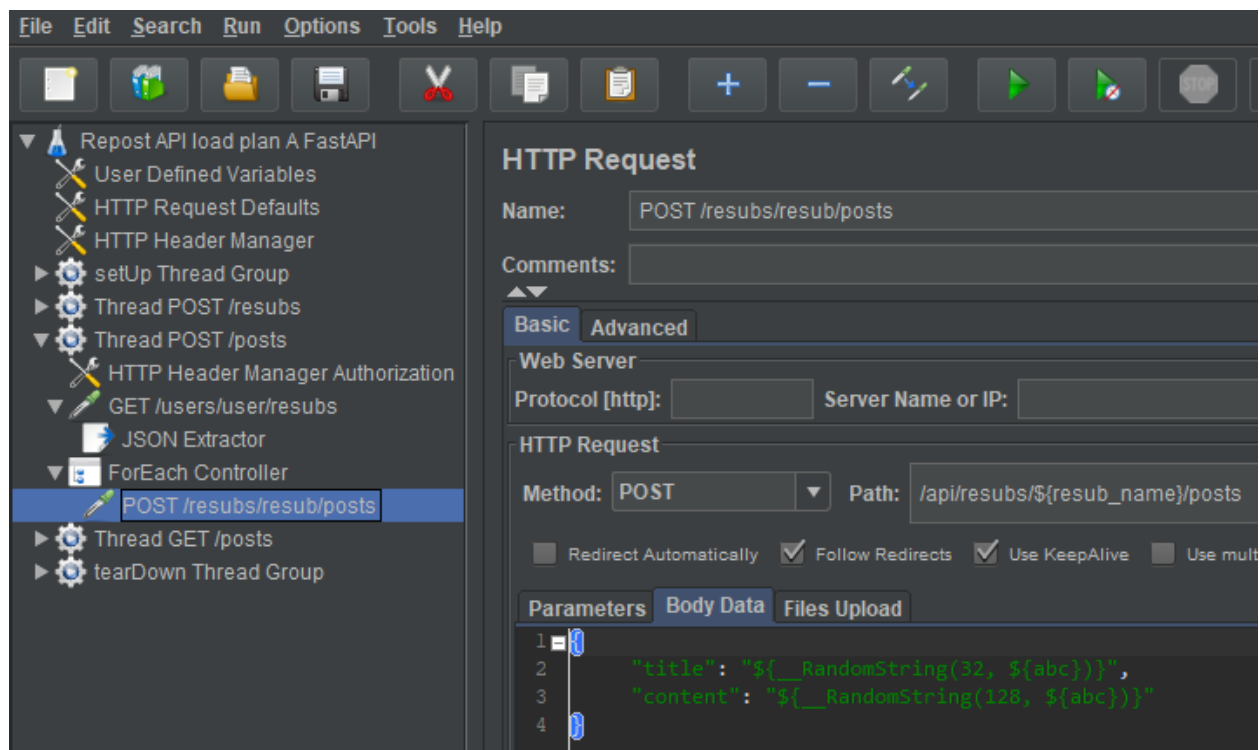 File Edit Search Run Options Tools Help
STOP
Repost API load plan A FastAPI
User Defined Variables
HTTP Request Defaults
HTTP Header Manager
setUp Thread Group
Thread POST /resubs
Thread POST /posts
HTTP Header Manager Authorization
GET /users/user/resubs
JSON Extractor
ForEach Controller
POST /resubs/resub/posts
Thread GET /posts
tearDown Thread Group
HTTP Request
Name: POST /resubs/resub/posts
Comments:
Basic Advanced
Web Server
Protocol [http]: Server Name or IP:
HTTP Request
Method: POST Path: /api/resubs/${resub_name}/posts
Redirect Automatically Follow Redirects Use KeepAlive Use mult
Parameters Body Data Files Upload
1 {
2 "title": "${__RandomString(32, ${abc})}",
3 "content": "${__RandomString(128, ${abc})}"
4 }